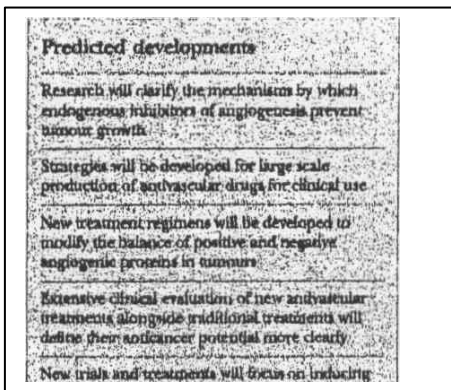 Predicted developments
Research will clarify the mechanisms by which
endogenous inhibitors of angiogenesis prevent
tumour growth
Strategies will be developed for large scale
production of antivascular drugs for clinical use
New treatment regimens will be developed to
modify the balance of positive and negative
angiogenic proteins in tumours
Extensive clinical evaluation of new antivascular
treatments alongside traditional treatments will
define their anticancer potential more clearly
New trials and treatments will focus on inducing